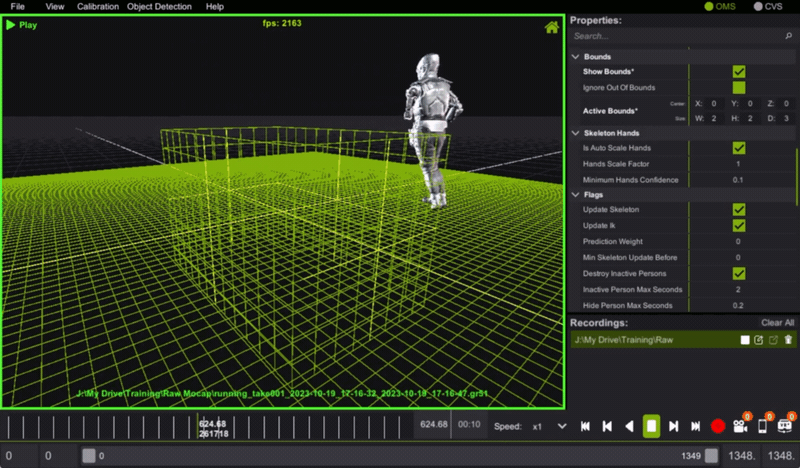 File View Calibration Object Detection Help OMS CVS
Play fps: 2163
Properties:
Search...
Bounds
Show Bounds*
Ignore Out Of Bounds
Active Bounds*
Center X: 0 Y: 0 Z: 0
Size W: 2 H: 2 D: 3
Skeleton Hands
Is Auto Scale Hands
Hands Scale Factor 1
Minimum Hands Confidence 0.1
Flags
Update Skeleton
Update Ik
Prediction Weight 0
Min Skeleton Update Before 0
Destroy Inactive Persons
Inactive Person Max Seconds 2
Hide Person Max Seconds 0.2
Recordings: Clear All
J:\My Drive\Training\Raw
J:\My Drive\Training\Raw Mocap\running_take001_2023-10-19_17-16-32_2023-10-19_17-16-47.gr51
624.68
261718
624.68 00:10 Speed: x1
0 0 0
0 0 0 1349 1348. 1348.